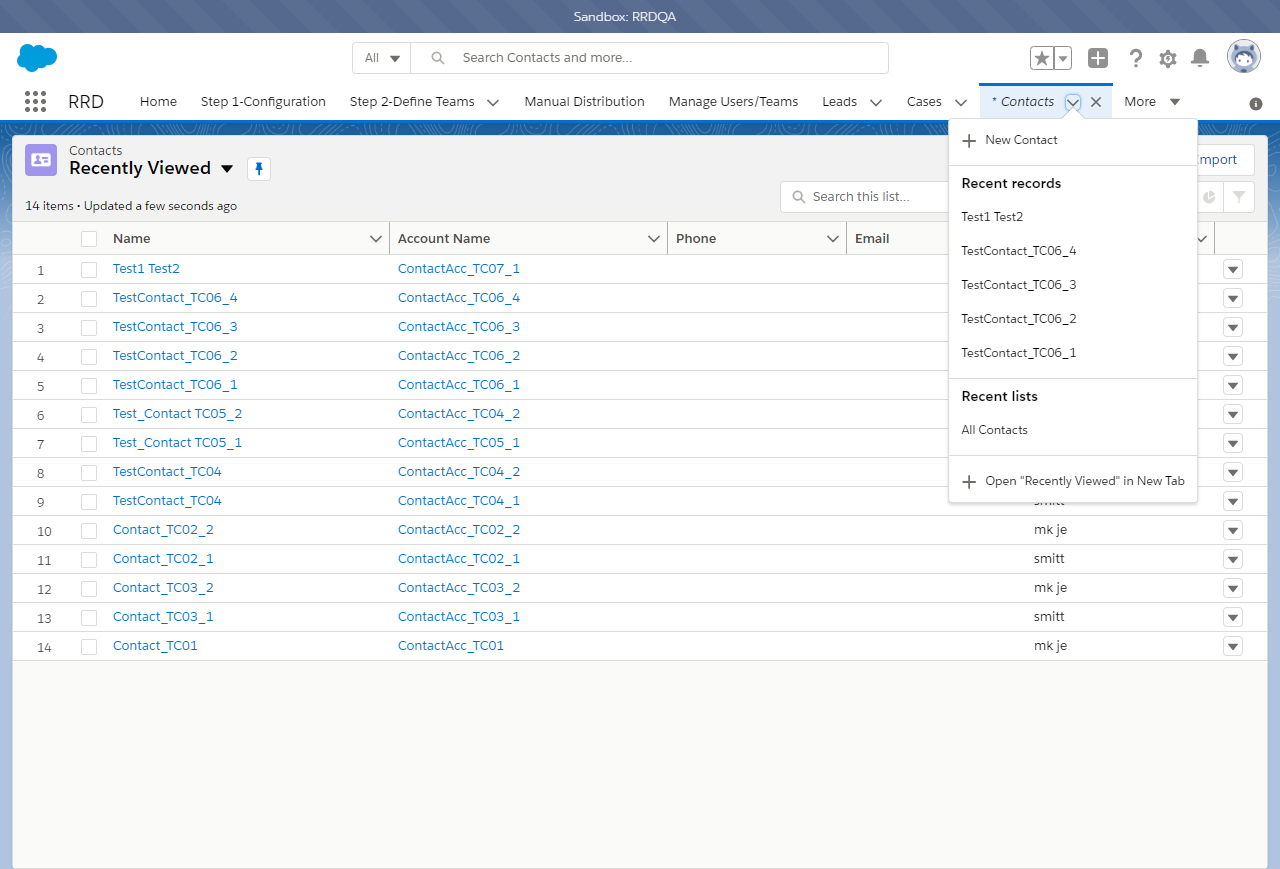 Sandbox: RRDQA
All
Search Contacts and more...
RRD
Home
Step 1-Configuration
Step 2-Define Teams
Manual Distribution
Manage Users/Teams
Leads
Cases
* Contacts
More
Contacts
Recently Viewed
14 items • Updated a few seconds ago
Search this list...
Name
Account Name
Phone
Email
1 Test1 Test2 ContactAcc_TC07_1
2 TestContact_TC06_4 ContactAcc_TC06_4
3 TestContact_TC06_3 ContactAcc_TC06_3
4 TestContact_TC06_2 ContactAcc_TC06_2
5 TestContact_TC06_1 ContactAcc_TC06_1
6 Test_Contact TC05_2 ContactAcc_TC04_2
7 Test_Contact TC05_1 ContactAcc_TC05_1
8 TestContact_TC04 ContactAcc_TC04_2
9 TestContact_TC04 ContactAcc_TC04_1 smitt
10 Contact_TC02_2 ContactAcc_TC02_2 mk je
11 Contact_TC02_1 ContactAcc_TC02_1 smitt
12 Contact_TC03_2 ContactAcc_TC03_2 mk je
13 Contact_TC03_1 ContactAcc_TC03_1 smitt
14 Contact_TC01 ContactAcc_TC01 mk je
New Contact
Recent records
Test1 Test2
TestContact_TC06_4
TestContact_TC06_3
TestContact_TC06_2
TestContact_TC06_1
Recent lists
All Contacts
Open "Recently Viewed" in New Tab